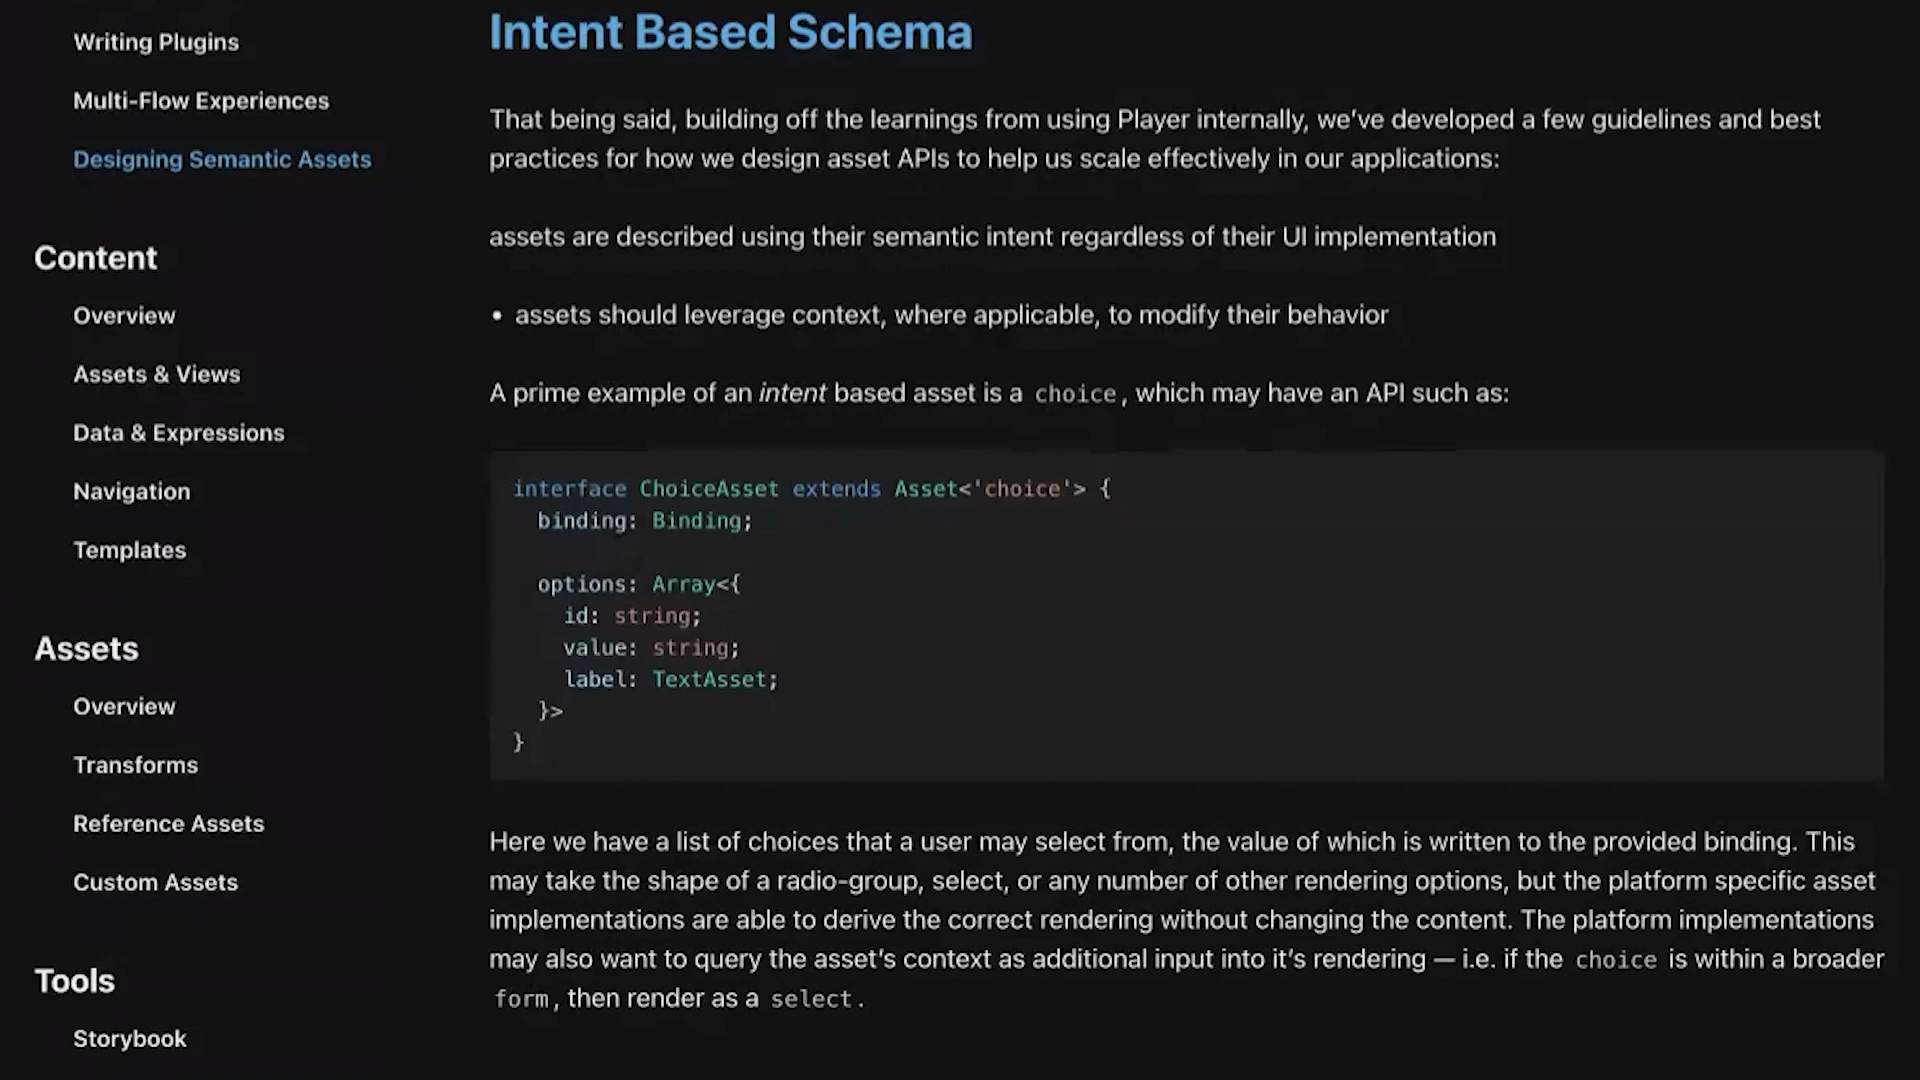 Writing Plugins
Multi-Flow Experiences
Designing Semantic Assets
Content
Overview
Assets & Views
Data & Expressions
Navigation
Templates
Assets
Overview
Transforms
Reference Assets
Custom Assets
Tools
Storybook
Intent Based Schema
That being said, building off the learnings from using Player internally, we've developed a few guidelines and best
practices for how we design asset APIs to help us scale effectively in our applications:
assets are described using their semantic intent regardless of their UI implementation
• assets should leverage context, where applicable, to modify their behavior
A prime example of an intent based asset is a choice, which may have an API such as:
interface ChoiceAsset extends Asset<'choice'> {
  binding: Binding;
  options: Array<{
    id: string;
    value: string;
    label: TextAsset;
  }>
}
Here we have a list of choices that a user may select from, the value of which is written to the provided binding. This
may take the shape of a radio-group, select, or any number of other rendering options, but the platform specific asset
implementations are able to derive the correct rendering without changing the content. The platform implementations
may also want to query the asset's context as additional input into it's rendering — i.e. if the choice is within a broader
form, then render as a select.